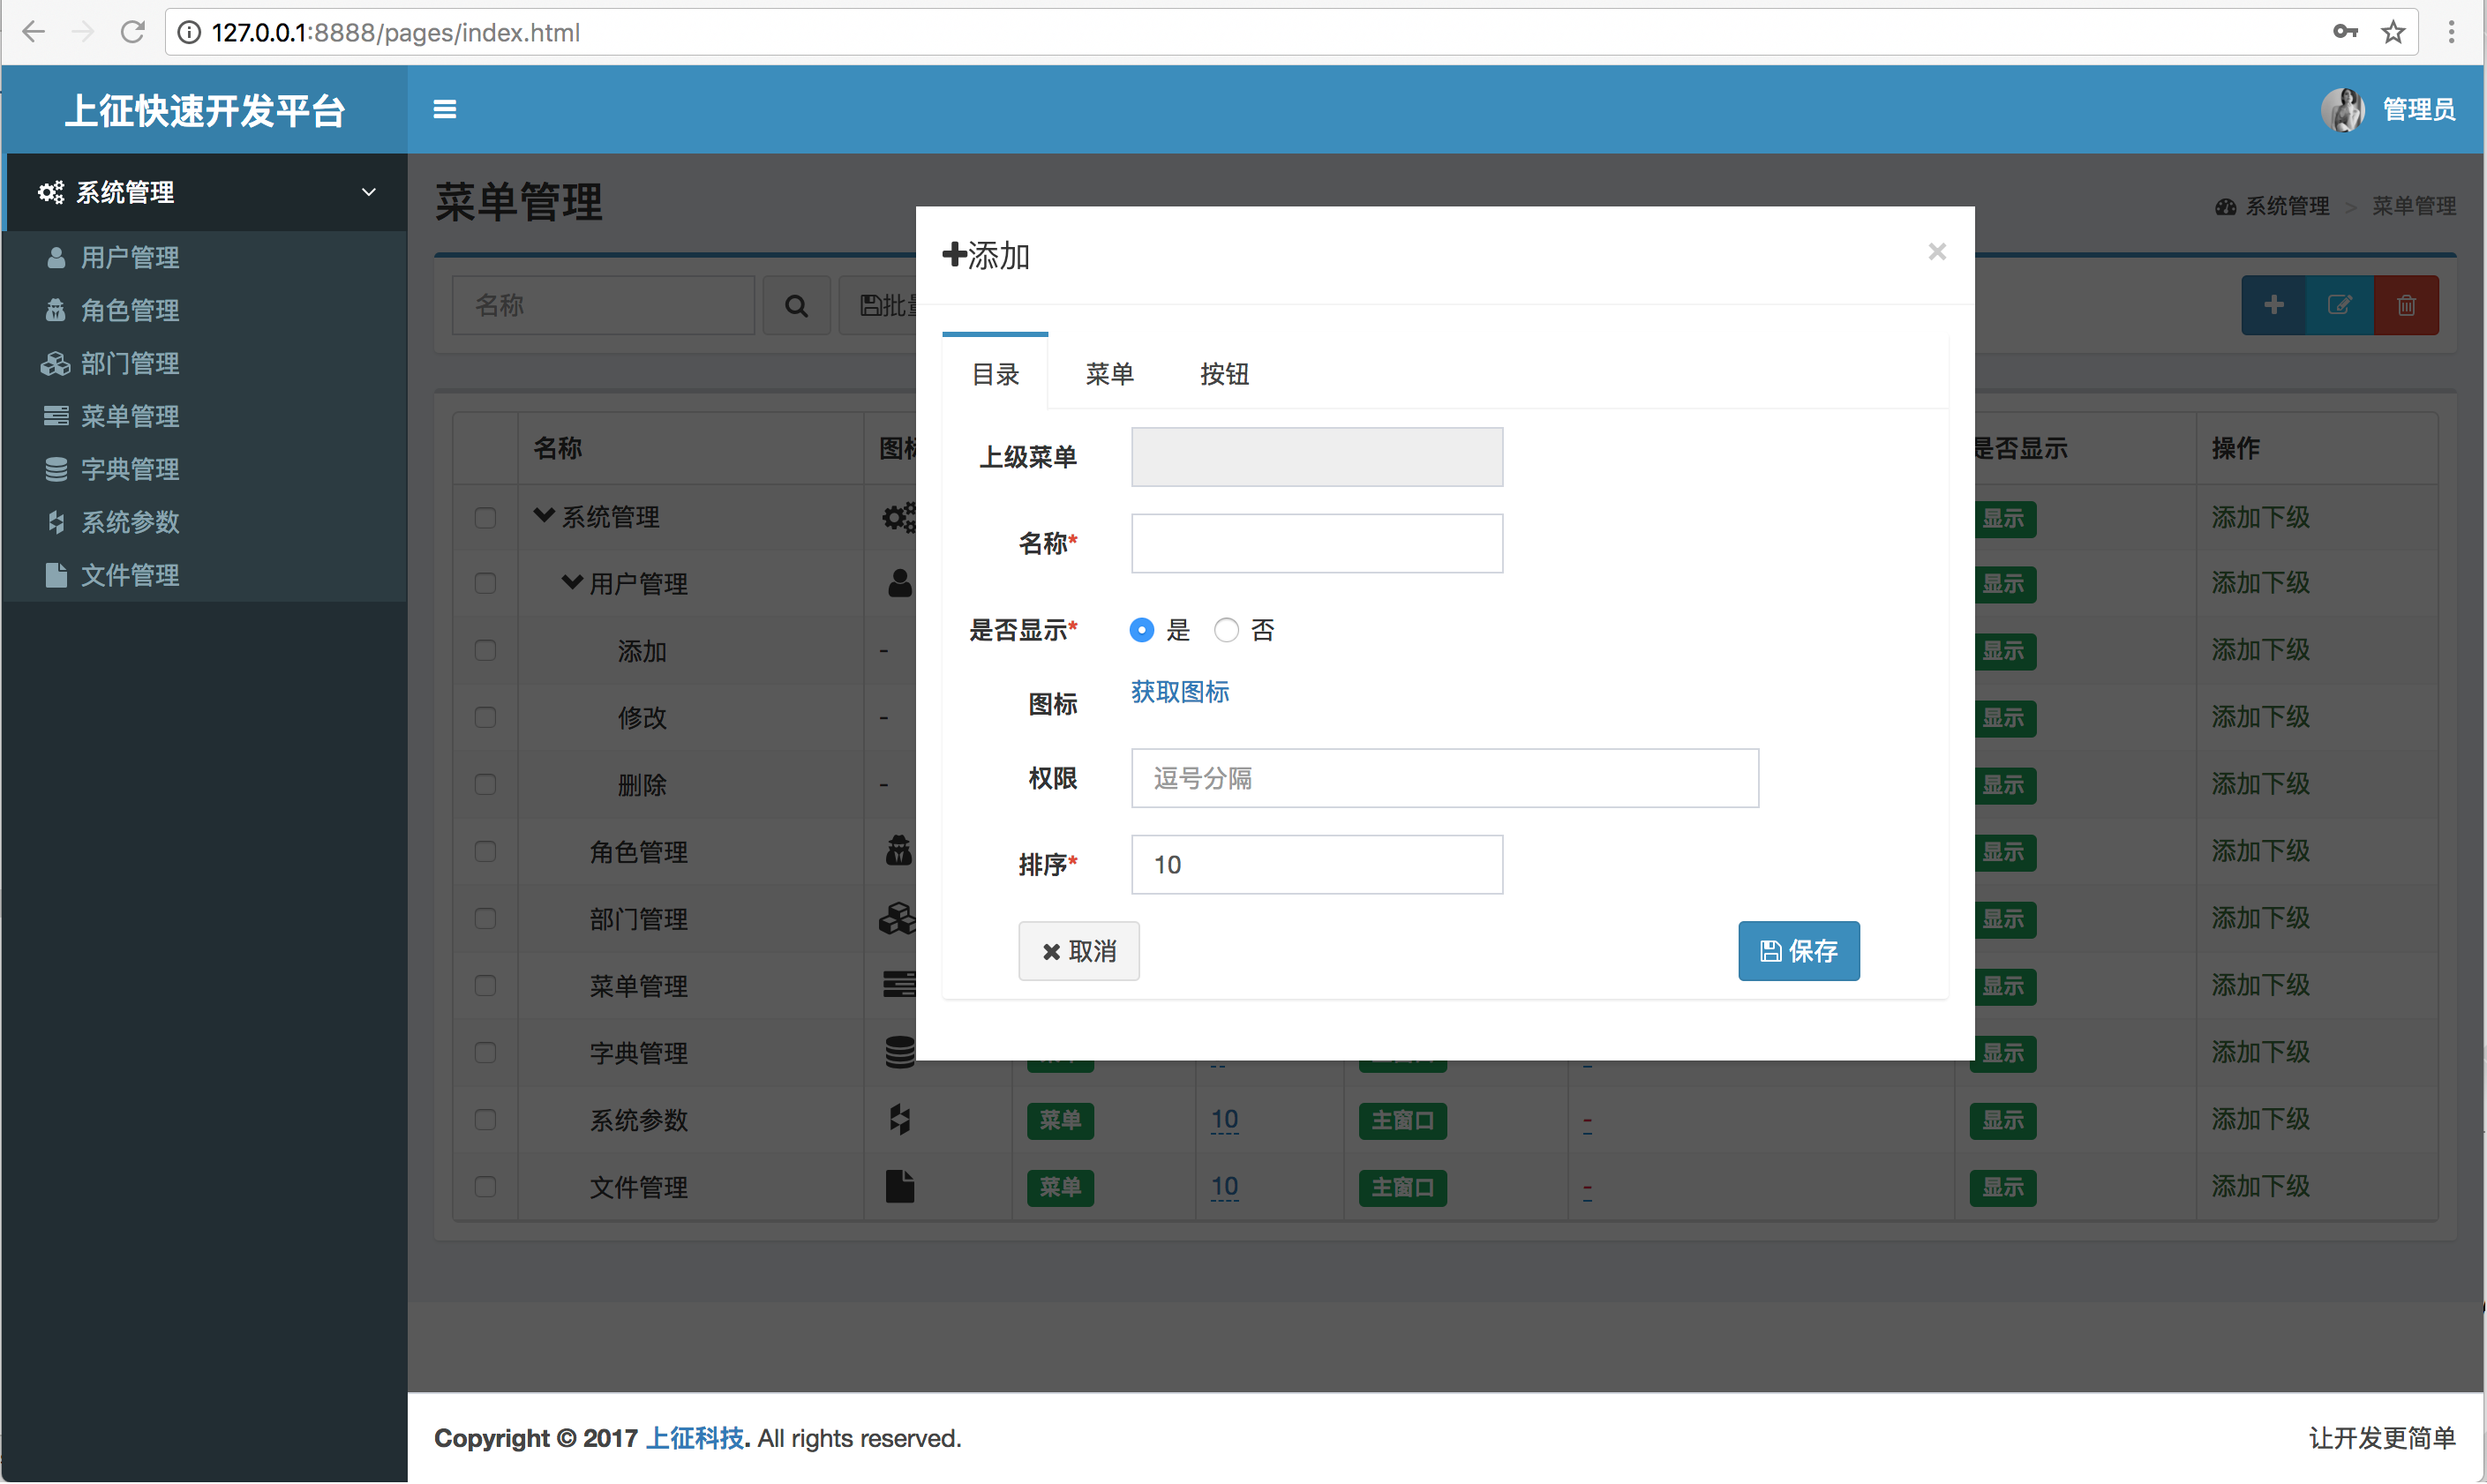 127.0.0.1:8888/pages/index.html
上征快速开发平台
管理员
系统管理
用户管理
角色管理
部门管理
菜单管理
字典管理
系统参数
文件管理
菜单管理
系统管理 > 菜单管理
名称
批量
添加
×
目录 菜单 按钮
上级菜单
名称*
是否显示* 是 否
图标 获取图标
权限 逗号分隔
排序* 10
取消 保存
名称 图标 是否显示 操作
系统管理 显示 添加下级
用户管理 显示 添加下级
添加 - 显示 添加下级
修改 - 显示 添加下级
删除 - 显示 添加下级
角色管理 显示 添加下级
部门管理 显示 添加下级
菜单管理 显示 添加下级
字典管理 显示 添加下级
系统参数 菜单 10 主窗口 - 显示 添加下级
文件管理 菜单 10 主窗口 - 显示 添加下级
Copyright © 2017 上征科技. All rights reserved.
让开发更简单